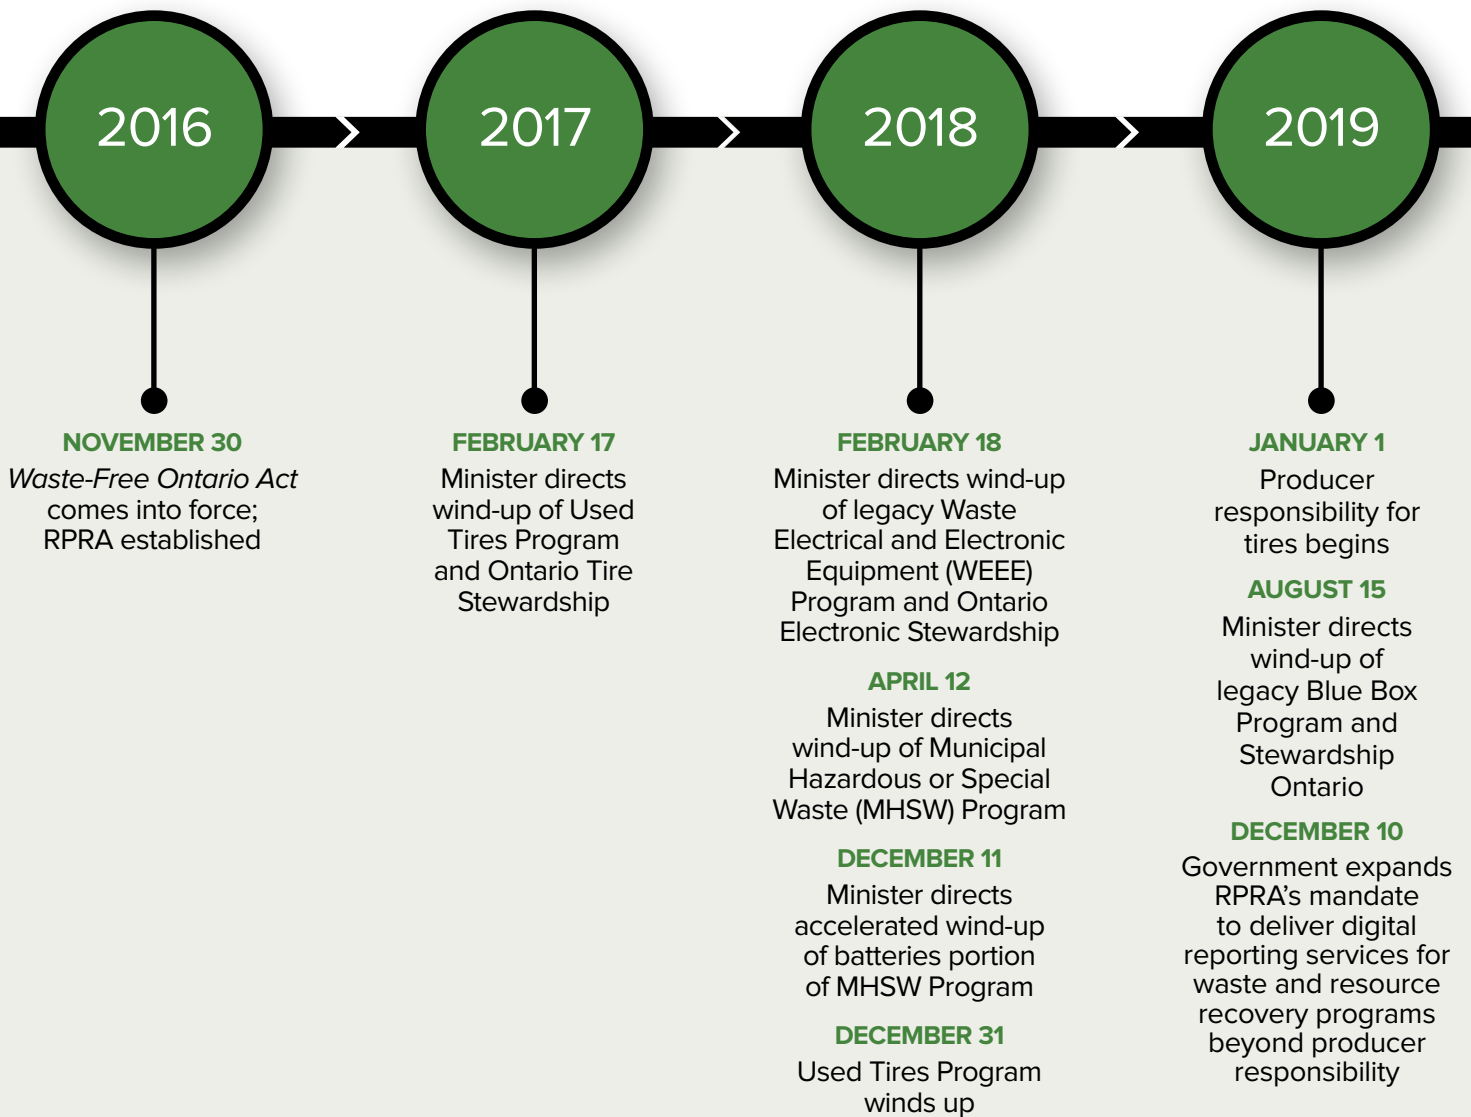 2016
2017
2018
2019
NOVEMBER 30
Waste-Free Ontario Act
comes into force;
RPRA established
FEBRUARY 17
Minister directs
wind-up of Used
Tires Program
and Ontario Tire
Stewardship
FEBRUARY 18
Minister directs wind-up
of legacy Waste
Electrical and Electronic
Equipment (WEEE)
Program and Ontario
Electronic Stewardship
APRIL 12
Minister directs
wind-up of Municipal
Hazardous or Special
Waste (MHSW) Program
DECEMBER 11
Minister directs
accelerated wind-up
of batteries portion
of MHSW Program
DECEMBER 31
Used Tires Program
winds up
JANUARY 1
Producer
responsibility for
tires begins
AUGUST 15
Minister directs
wind-up of
legacy Blue Box
Program and
Stewardship
Ontario
DECEMBER 10
Government expands
RPRA’s mandate
to deliver digital
reporting services for
waste and resource
recovery programs
beyond producer
responsibility